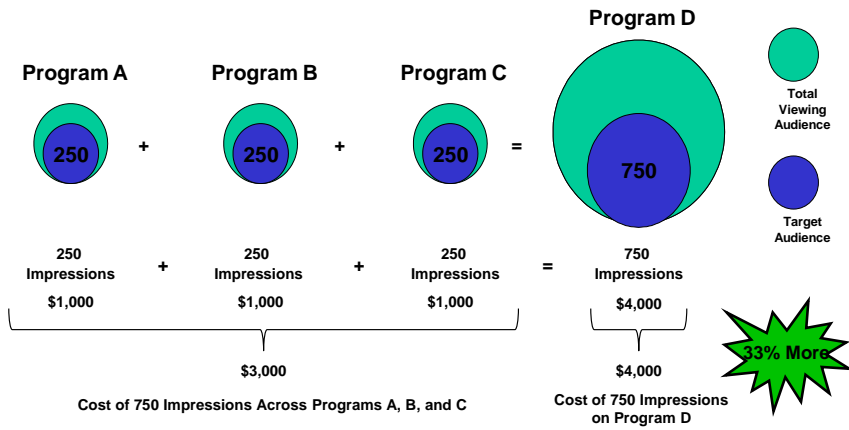 Program D
Program A
Program B
Program C
250
+
250
+
250
=
750
Total
Viewing
Audience
Target
Audience
250
Impressions
+
250
Impressions
+
250
Impressions
=
750
Impressions
$1,000
$1,000
$1,000
$4,000
33% More
$3,000
$4,000
Cost of 750 Impressions Across Programs A, B, and C
Cost of 750 Impressions
on Program D